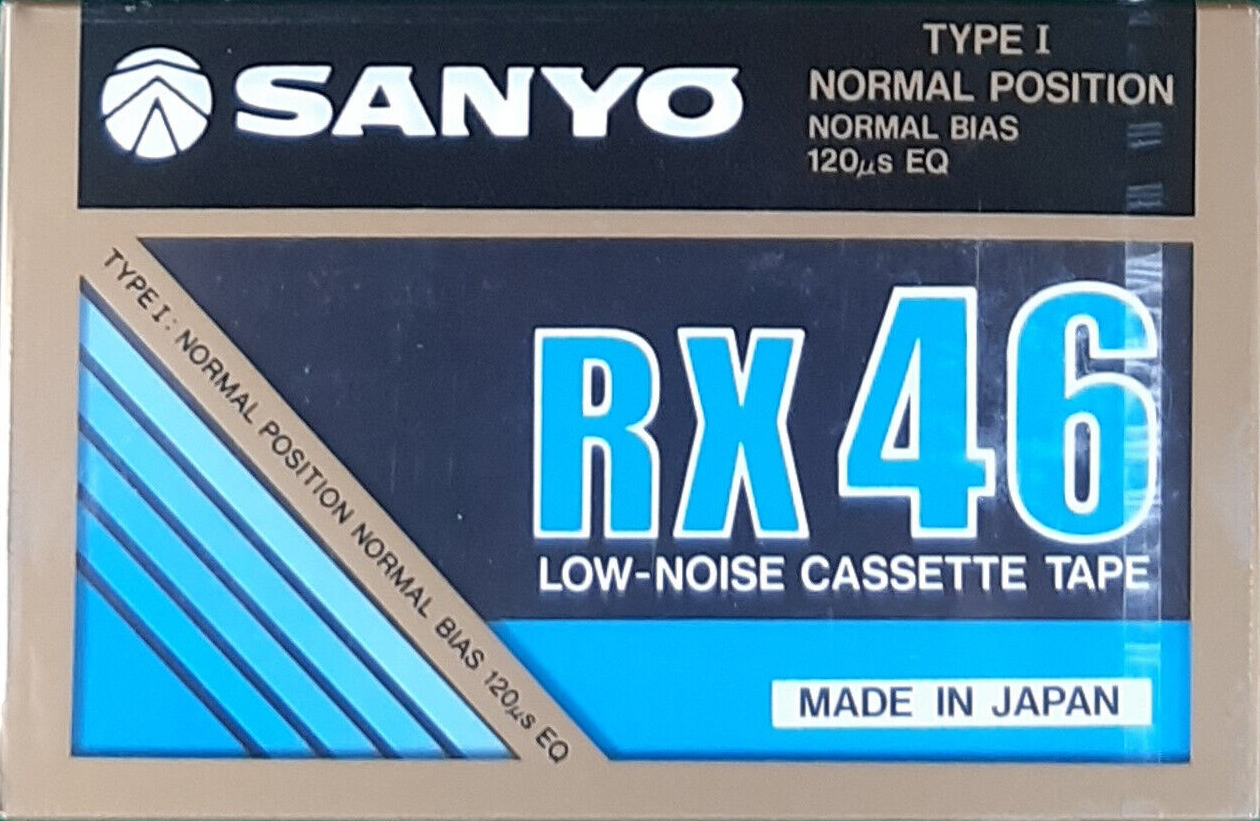 SANYO
TYPE I
NORMAL POSITION
NORMAL BIAS
120μs EQ
TYPE I: NORMAL POSITION NORMAL BIAS 120μs EQ
RX 46
LOW-NOISE CASSETTE TAPE
MADE IN JAPAN